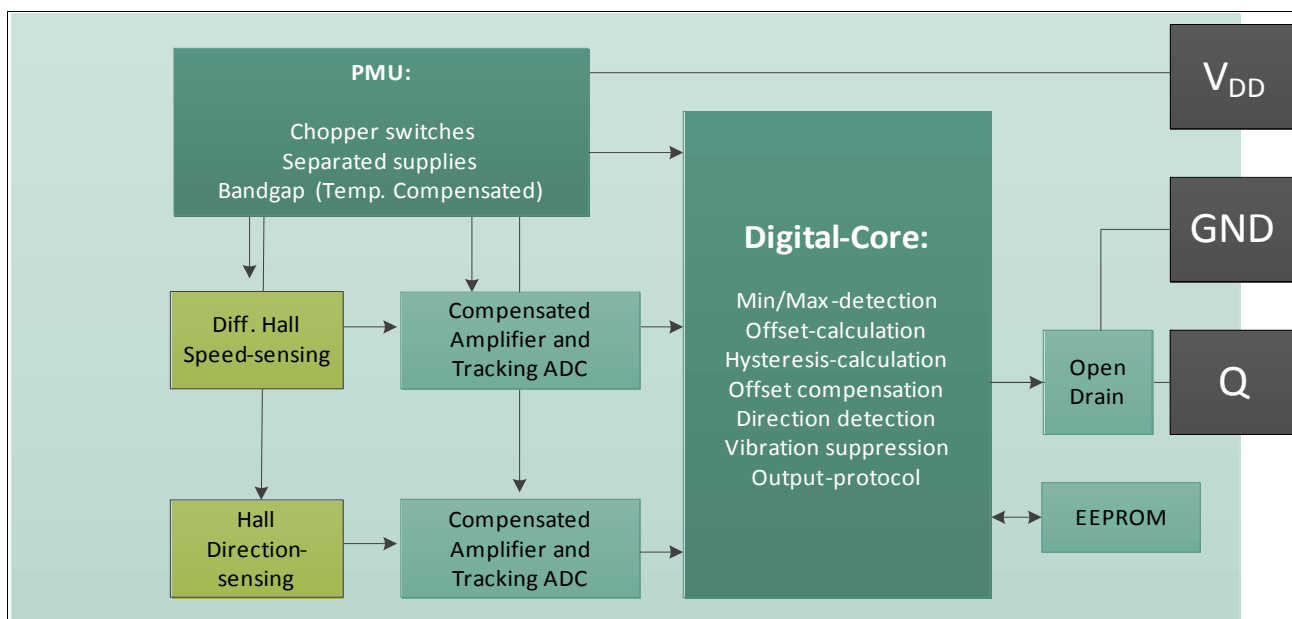 PMU:
Chopper switches
Separated supplies
Bandgap (Temp. Compensated)
VDD
GND
Q
Digital-Core:
Min/Max-detection
Offset-calculation
Hysteresis-calculation
Offset compensation
Direction detection
Vibration suppression
Output-protocol
Diff. Hall
Speed-sensing
Compensated
Amplifier and
Tracking ADC
Open
Drain
Hall
Direction-
sensing
Compensated
Amplifier and
Tracking ADC
EEPROM